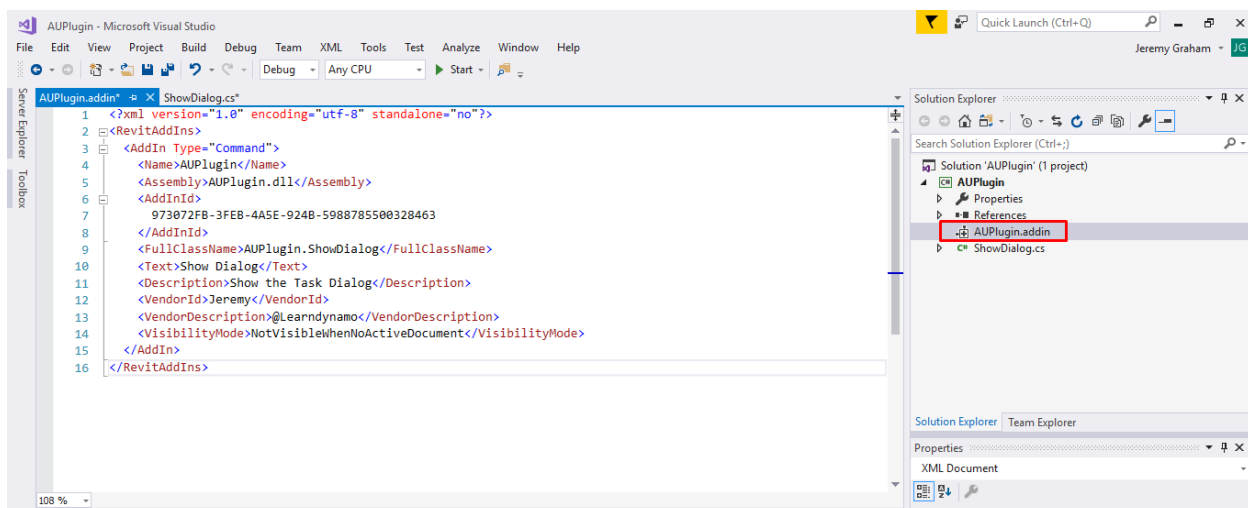 AUPlugin - Microsoft Visual Studio
Quick Launch (Ctrl+Q)
File Edit View Project Build Debug Team XML Tools Test Analyze Window Help
Jeremy Graham JG
Debug Any CPU Start
Server Explorer
Toolbox
AUPlugin.addin* ShowDialog.cs*
1 <?xml version="1.0" encoding="utf-8" standalone="no"?>
2 <RevitAddIns>
3 <AddIn Type="Command">
4 <Name>AUPlugin</Name>
5 <Assembly>AUPlugin.dll</Assembly>
6 <AddInId>
7 973072FB-3FEB-4A5E-924B-5988785500328463
8 </AddInId>
9 <FullClassName>AUPlugin.ShowDialog</FullClassName>
10 <Text>Show Dialog</Text>
11 <Description>Show the Task Dialog</Description>
12 <VendorId>Jeremy</VendorId>
13 <VendorDescription>@Learndynamo</VendorDescription>
14 <VisibilityMode>NotVisibleWhenNoActiveDocument</VisibilityMode>
15 </AddIn>
16 </RevitAddIns>
108 %
Solution Explorer
Search Solution Explorer (Ctrl+;)
Solution 'AUPlugin' (1 project)
C# AUPlugin
Properties
References
AUPlugin.addin
C# ShowDialog.cs
Solution Explorer Team Explorer
Properties
XML Document